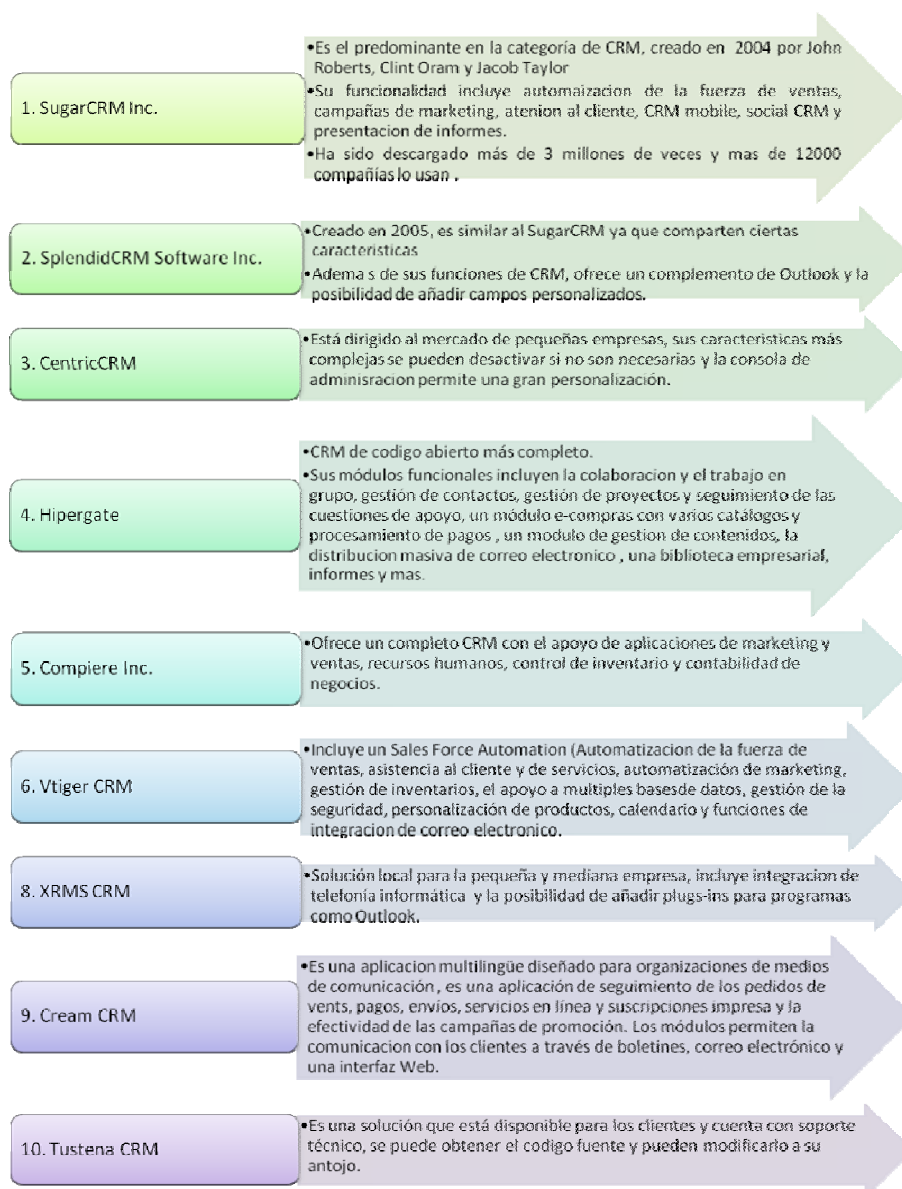 1. SugarCRM Inc.
•Es el predominante en la categoría de CRM, creado en 2004 por John
Roberts, Clint Oram y Jacob Taylor
•Su funcionalidad incluye automaizacion de la fuerza de ventas,
campañas de marketing, atenion al cliente, CRM mobile, social CRM y
presentacion de informes.
•Ha sido descargado más de 3 millones de veces y mas de 12000
compañías lo usan .
2. SplendidCRM Software Inc.
•Creado en 2005, es similar al SugarCRM ya que comparten ciertas
caracteristicas
•Adema s de sus funciones de CRM, ofrece un complemento de Outlook y la
posibilidad de añadir campos personalizados.
3. CentricCRM
•Está dirigido al mercado de pequeñas empresas, sus caracteristicas más
complejas se pueden desactivar si no son necesarias y la consola de
adminisracion permite una gran personalización.
4. Hipergate
•CRM de codigo abierto más completo.
•Sus módulos funcionales incluyen la colaboracion y el trabajo en
grupo, gestión de contactos, gestión de proyectos y seguimiento de las
cuestiones de apoyo, un módulo e-compras con varios catálogos y
procesamiento de pagos , un modulo de gestion de contenidos, la
distribucion masiva de correo electronico , una biblioteca empresarial,
informes y mas.
5. Compiere Inc.
•Ofrece un completo CRM con el apoyo de aplicaciones de marketing y
ventas, recursos humanos, control de inventario y contabilidad de
negocios.
6. Vtiger CRM
•Incluye un Sales Force Automation (Automatizacion de la fuerza de
ventas, asistencia al cliente y de servicios, automatización de marketing,
gestión de inventarios, el apoyo a multiples basesde datos, gestión de la
seguridad, personalización de productos, calendario y funciones de
integracion de correo electronico.
8. XRMS CRM
•Solución local para la pequeña y mediana empresa, incluye integracion de
telefonía informática y la posibilidad de añadir plugs-ins para programas
como Outlook.
9. Cream CRM
•Es una aplicacion multilingüe diseñado para organizaciones de medios
de comunicación , es una aplicación de seguimiento de los pedidos de
vents, pagos, envíos, servicios en línea y suscripciones impresa y la
efectividad de las campañas de promoción. Los módulos permiten la
comunicacion con los clientes a través de boletines, correo electrónico y
una interfaz Web.
10. Tustena CRM
•Es una solución que está disponible para los clientes y cuenta con soporte
técnico, se puede obtener el codigo fuente y pueden modificarlo a su
antojo.